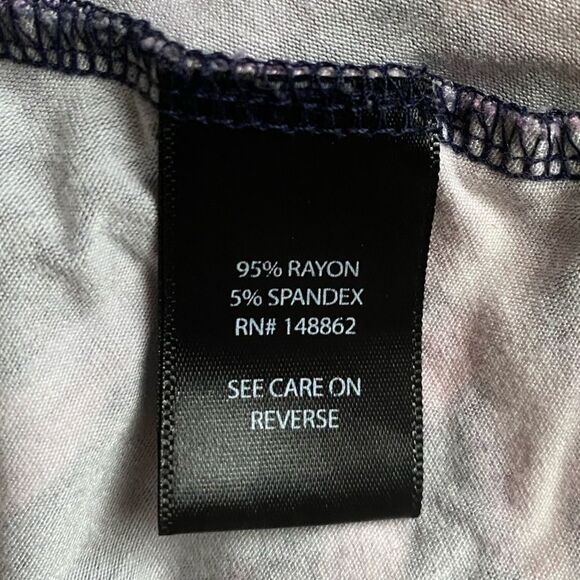 95% RAYON
5% SPANDEX
RN# 148862
SEE CARE ON
REVERSE